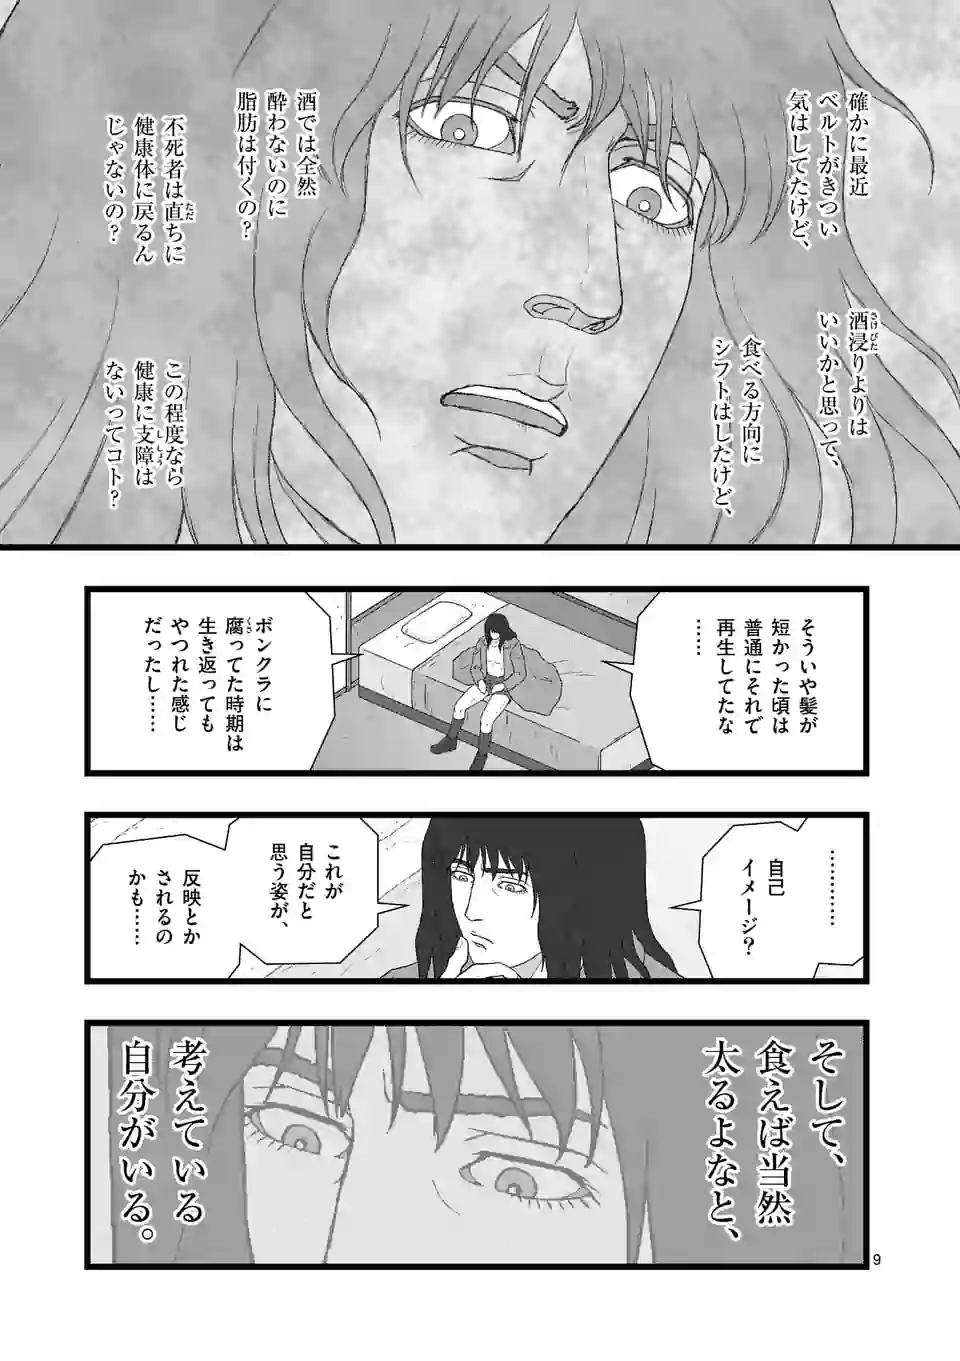 確かに最近
ベルトがきつい
気はしてたけど、
酒浸りよりは
いいかと思って、
食べる方向に
シフトはしたけど、
酒では全然
酔わないのに
脂肪は付くの？
不死者は直ちに
健康体に戻るん
じゃないの？
この程度なら
健康に支障は
ないってコト？
そういや髪が
短かった頃は
普通にそれで
再生してたな
……
ボンクラに
腐ってた時期は
生き返っても
やつれた感じ
だったし……
…………
自己
イメージ？
これが
自分だと
思う姿が、
反映とか
されるの
かも……
そして、
食えば当然
太るよなと、
考えている
自分がいる。
9